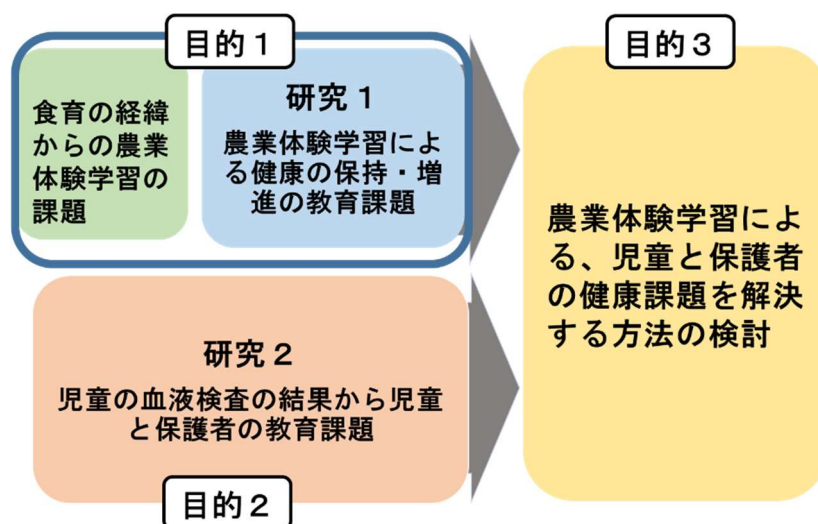 目的１
食育の経緯
からの農業
体験学習の
課題
研究１
農業体験学習によ
る健康の保持・増
進の教育課題
研究２
児童の血液検査の結果から児童
と保護者の教育課題
目的２
目的３
農業体験学習によ
る、児童と保護者
の健康課題を解決
する方法の検討